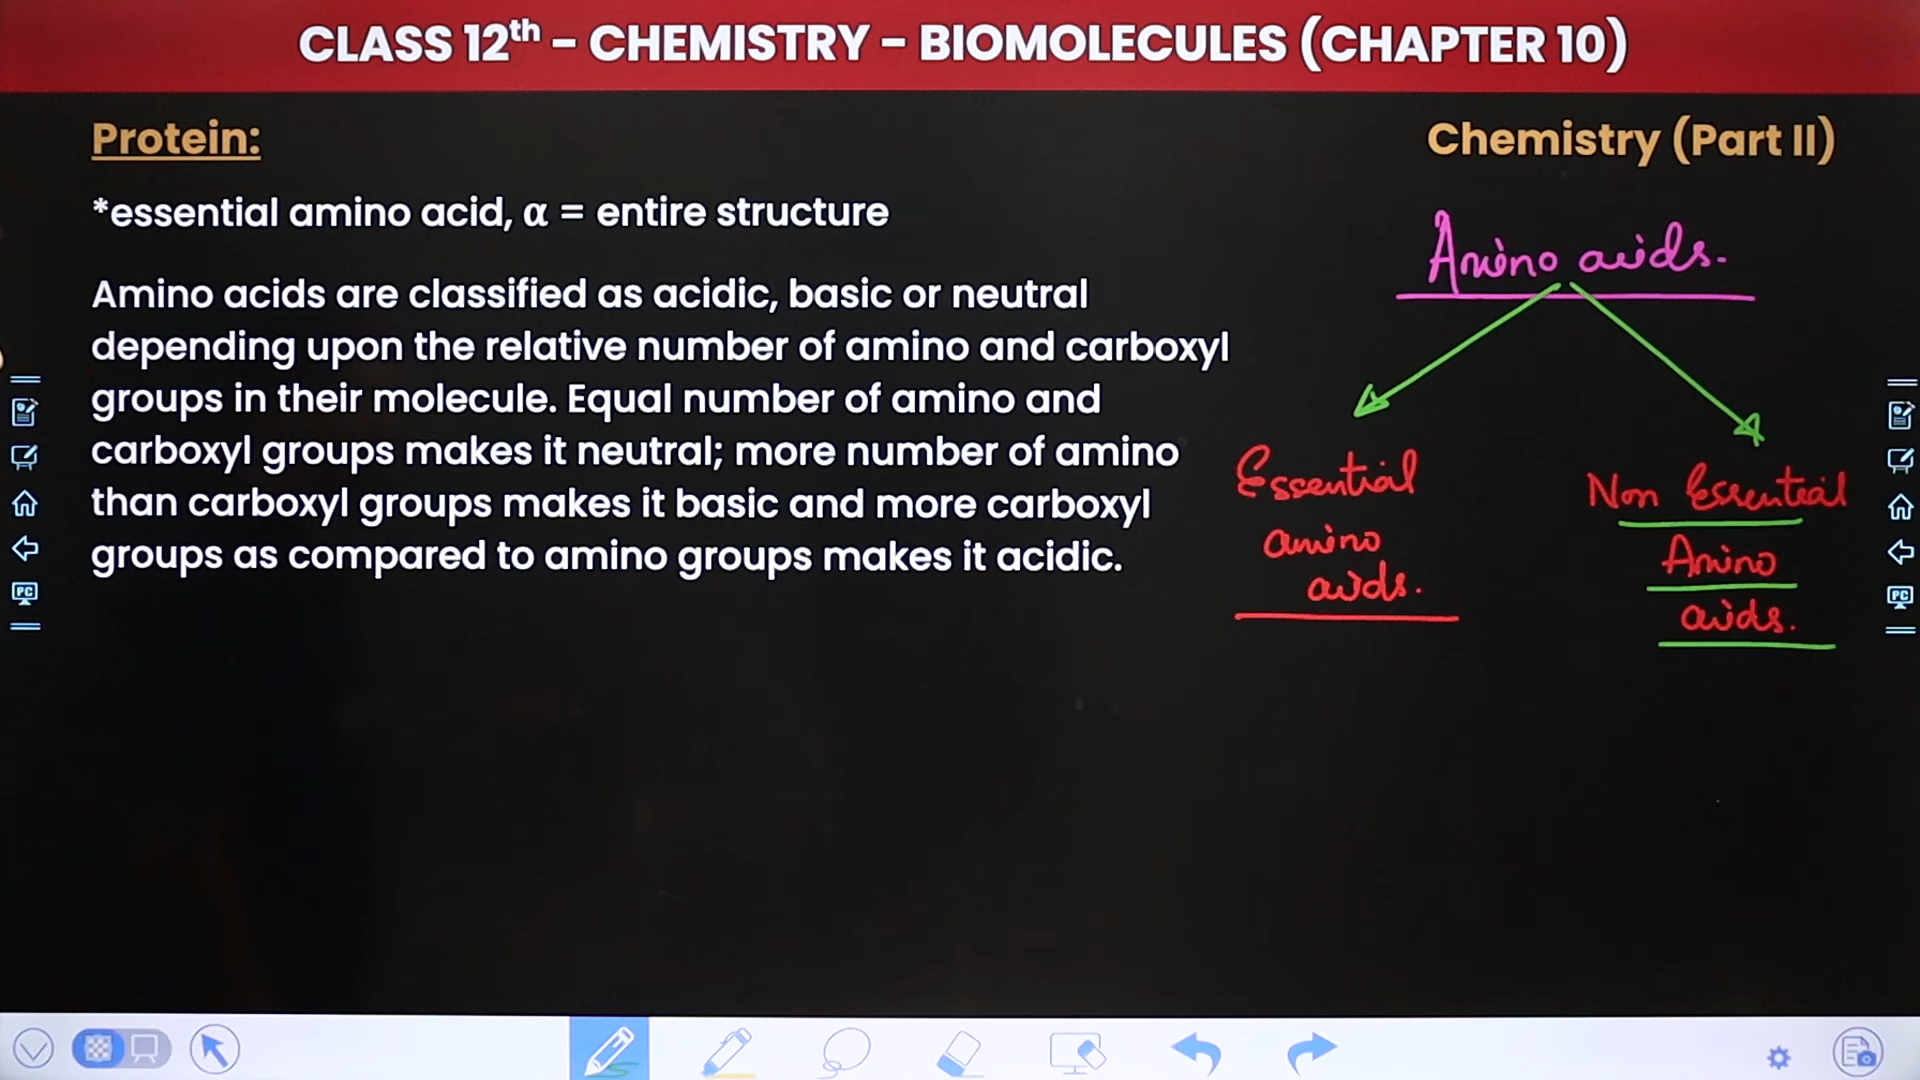 CLASS 12th - CHEMISTRY - BIOMOLECULES (CHAPTER 10)
Protein:
Chemistry (Part II)
*essential amino acid, α = entire structure
Amino acids are classified as acidic, basic or neutral
depending upon the relative number of amino and carboxyl
groups in their molecule. Equal number of amino and
carboxyl groups makes it neutral; more number of amino
than carboxyl groups makes it basic and more carboxyl
groups as compared to amino groups makes it acidic.
Amino acids.
Essential
amino
acids.
Non Essential
Amino
acids.
PC
PC